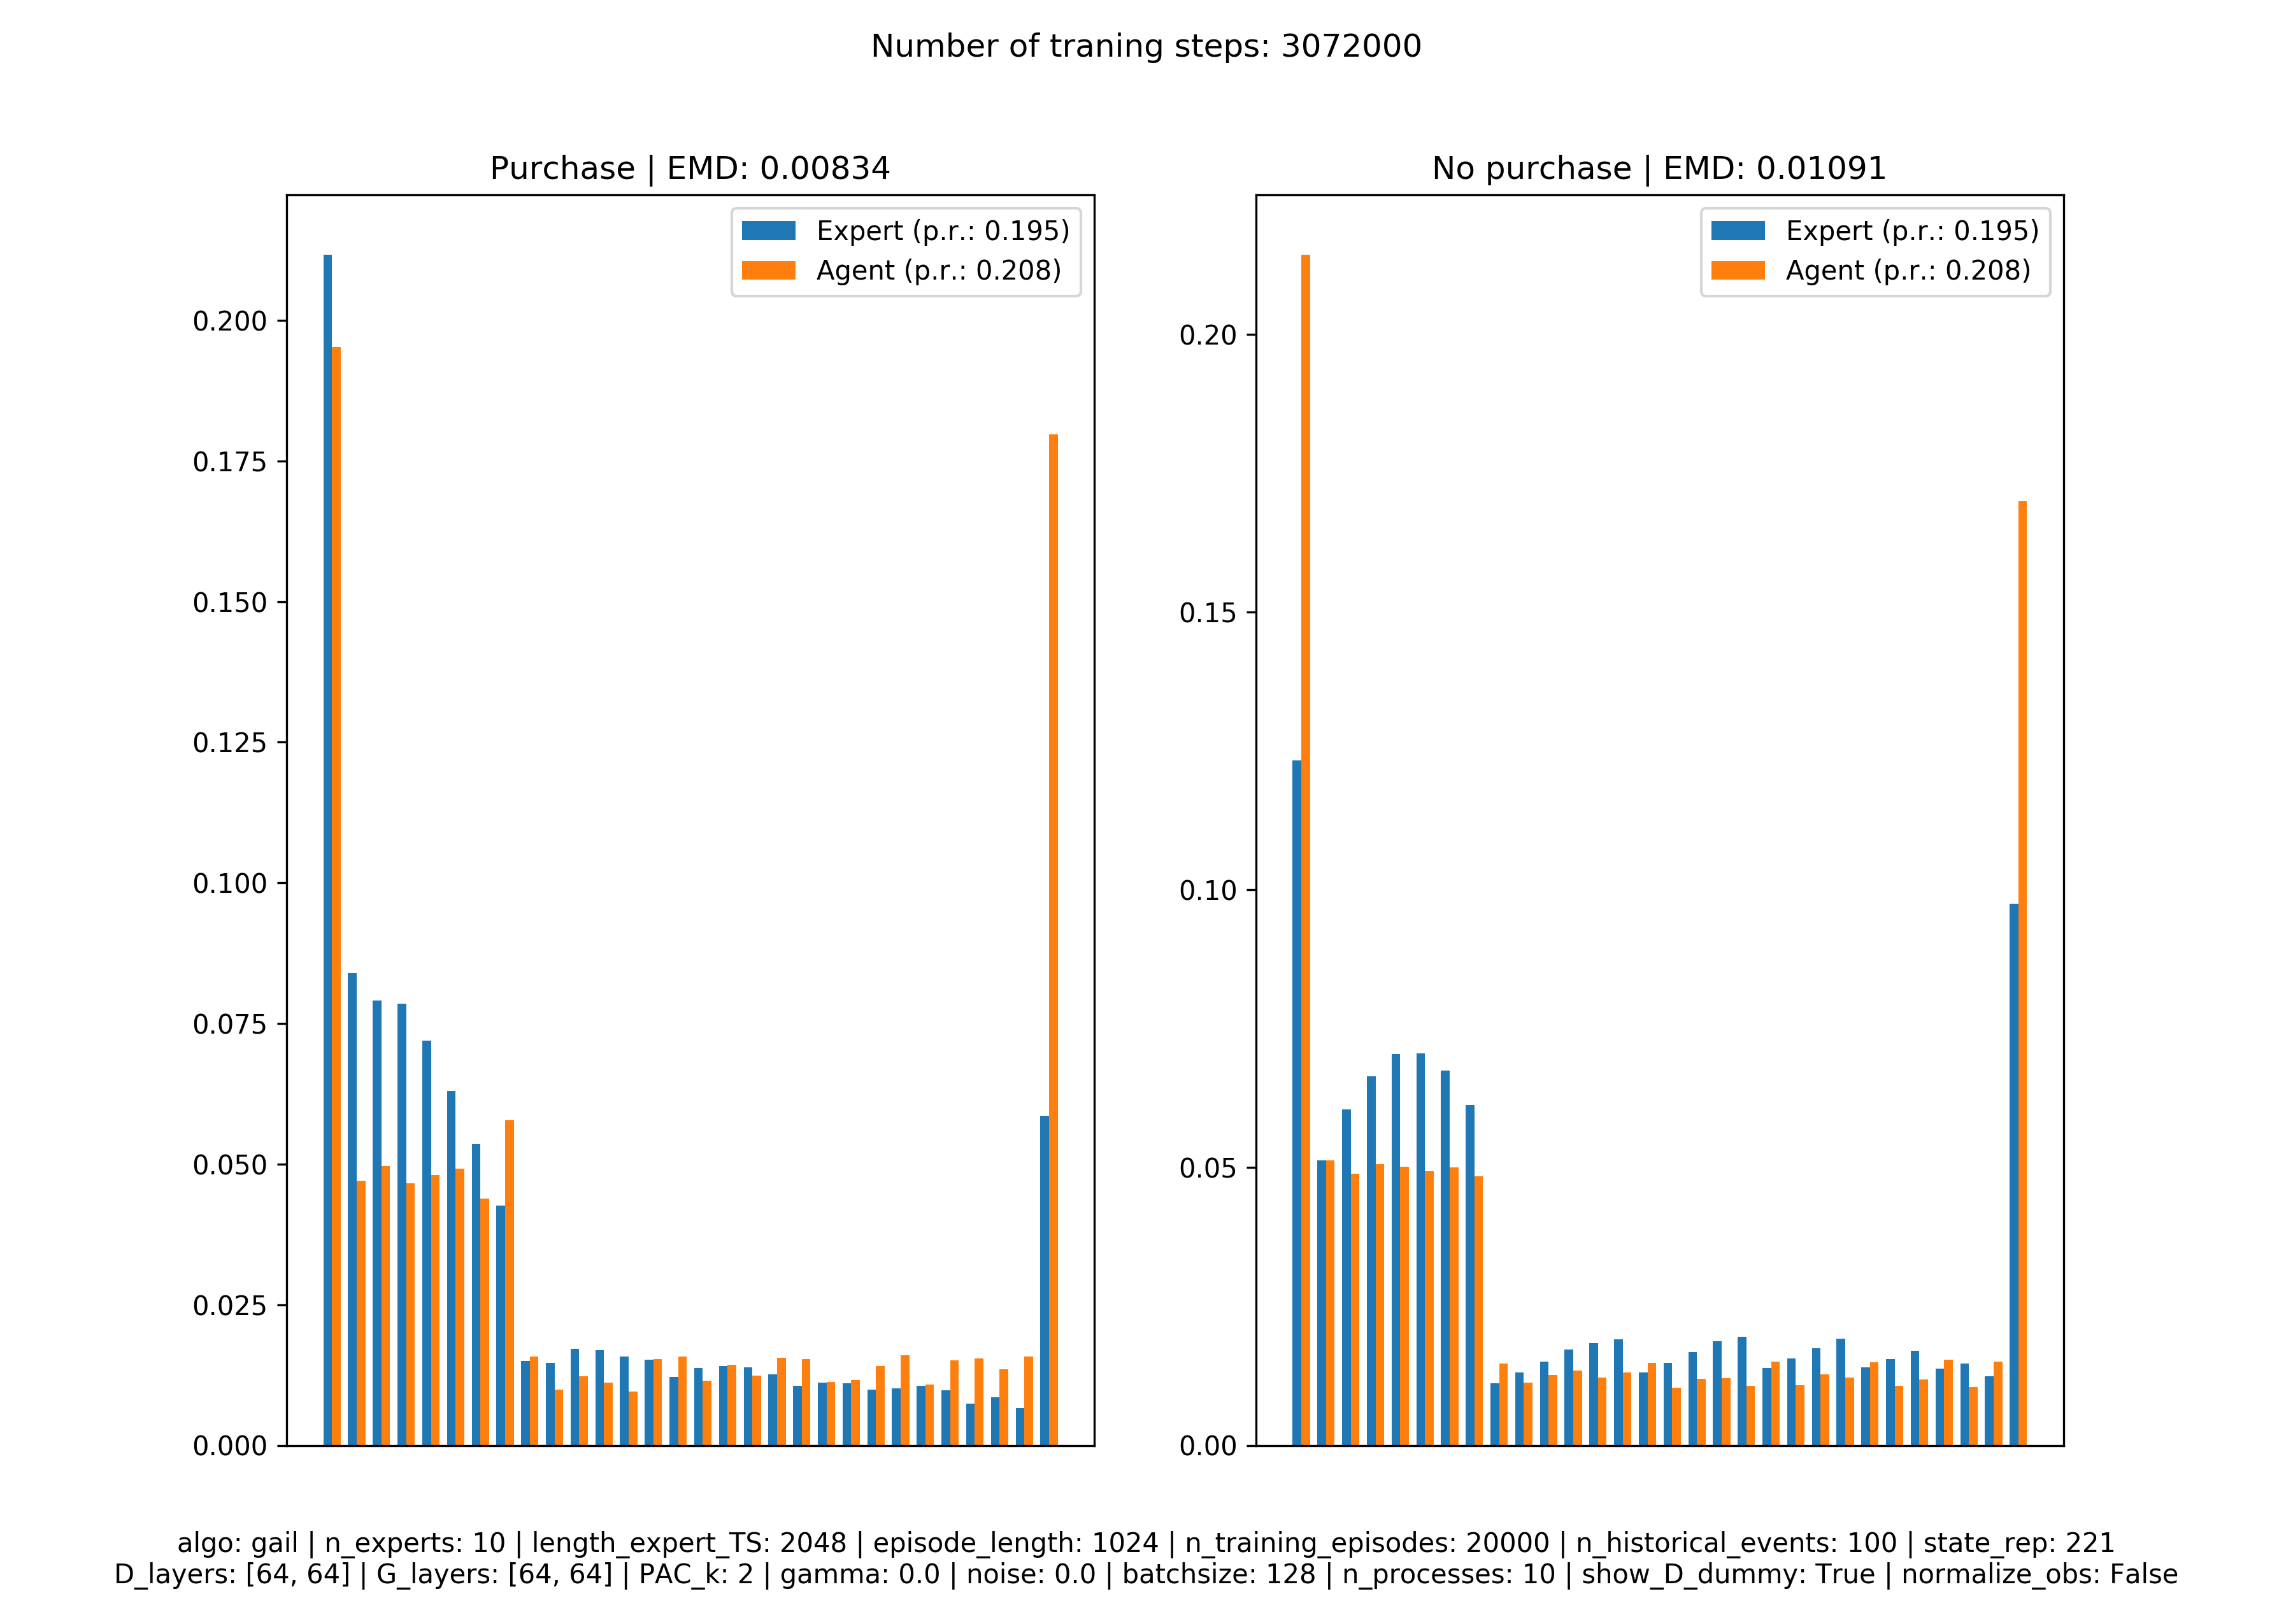 Number of traning steps: 3072000
Purchase | EMD: 0.00834
Expert (p.r.: 0.195)
Agent (p.r.: 0.208)
0.200
0.175
0.150
0.125
0.100
0.075
0.050
0.025
0.000
No purchase | EMD: 0.01091
Expert (p.r.: 0.195)
Agent (p.r.: 0.208)
0.20
0.15
0.10
0.05
0.00
algo: gail | n_experts: 10 | length_expert_TS: 2048 | episode_length: 1024 | n_training_episodes: 20000 | n_historical_events: 100 | state_rep: 221
D_layers: [64, 64] | G_layers: [64, 64] | PAC_k: 2 | gamma: 0.0 | noise: 0.0 | batchsize: 128 | n_processes: 10 | show_D_dummy: True | normalize_obs: False